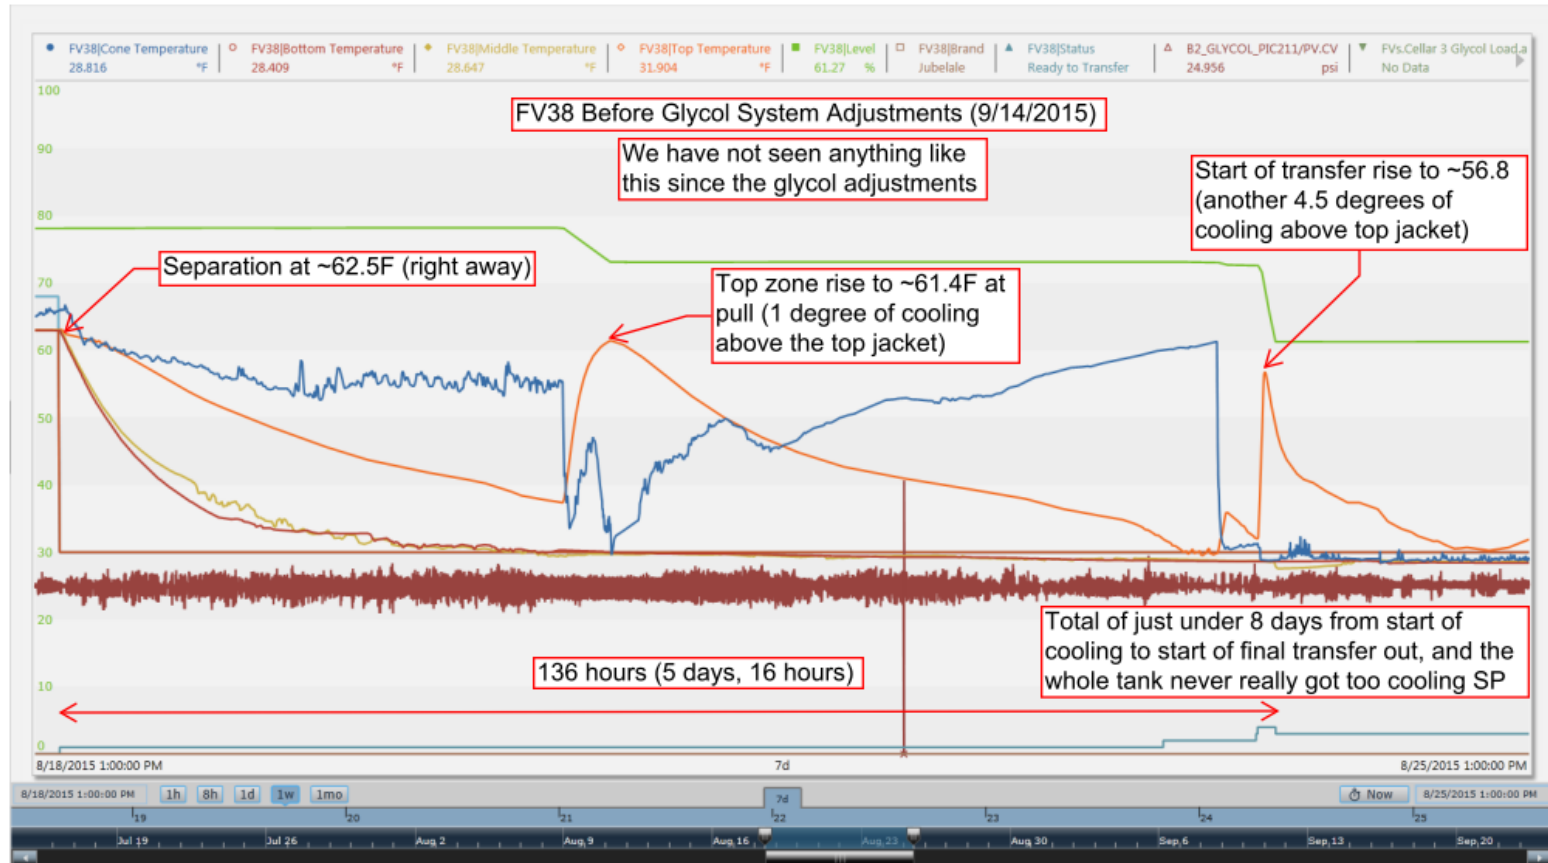 FV38|Cone Temperature
28.816 °F
FV38|Bottom Temperature
28.409 °F
FV38|Middle Temperature
28.647 °F
FV38|Top Temperature
31.904 °F
FV38|Level
61.27 %
FV38|Brand
Jubelale
FV38|Status
Ready to Transfer
B2_GLYCOL_PIC211/PV.CV
24.956 psi
FVs.Cellar 3 Glycol Load.a
No Data
100
90
80
70
60
50
40
30
20
10
0
FV38 Before Glycol System Adjustments (9/14/2015)
We have not seen anything like
this since the glycol adjustments
Start of transfer rise to ~56.8
(another 4.5 degrees of
cooling above top jacket)
Separation at ~62.5F (right away)
Top zone rise to ~61.4F at
pull (1 degree of cooling
above the top jacket)
Total of just under 8 days from start of
cooling to start of final transfer out, and the
whole tank never really got too cooling SP
136 hours (5 days, 16 hours)
8/18/2015 1:00:00 PM
7d
8/25/2015 1:00:00 PM
8/18/2015 1:00:00 PM
1h
8h
1d
1w
1mo
7d
Now
8/25/2015 1:00:00 PM
19
20
21
22
23
24
25
Jul 19
Jul 26
Aug 2
Aug 9
Aug 16
Aug 23
Aug 30
Sep 6
Sep 13
Sep 20